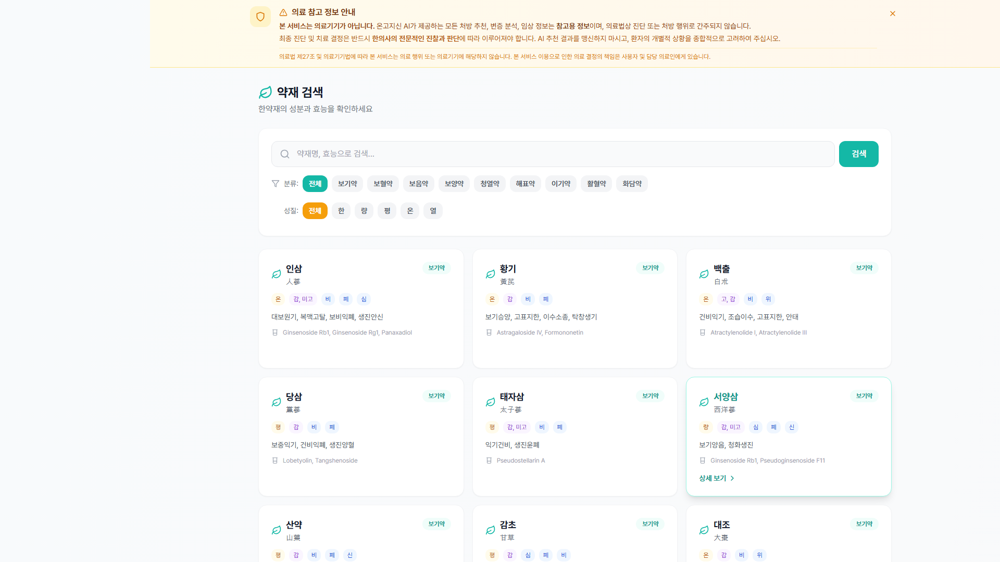 의료 참고 정보 안내
본 서비스는 의료기기가 아닙니다. 온고지신 AI가 제공하는 모든 처방 추천, 변증 분석, 임상 정보는 참고용 정보이며, 의료법상 진단 또는 처방 행위로 간주되지 않습니다.
최종 진단 및 치료 결정은 반드시 한의사의 전문적인 진찰과 판단에 따라 이루어져야 합니다. AI 추천 결과를 맹신하지 마시고, 환자의 개별적 상황을 종합적으로 고려하여 주십시오.
의료법 제27조 및 의료기기법에 따라 본 서비스는 의료 행위 또는 의료기기에 해당하지 않습니다. 본 서비스 이용으로 인한 의료 결정의 책임은 사용자 및 담당 의료인에게 있습니다.
약재 검색
한약재의 성분과 효능을 확인하세요
약재명, 효능으로 검색... 검색
분류: 전체 보기약 보혈약 보음약 보양약 청열약 해표약 이기약 활혈약 화담약
성질: 전체 한 량 평 온 열
인삼 보기약
人蔘
온 감, 미고 비 폐 심
대보원기, 복맥고탈, 보비익폐, 생진안신
Ginsenoside Rb1, Ginsenoside Rg1, Panaxadiol
황기 보기약
黃芪
온 감 비 폐
보기승양, 고표지한, 이수소종, 탁창생기
Astragaloside IV, Formononetin
백출 보기약
白朮
온 고, 감 비 위
건비익기, 조습이수, 고표지한, 안태
Atractylenolide I, Atractylenolide III
당삼 보기약
黨蔘
평 감 비 폐
보중익기, 건비익폐, 생진양혈
Lobetyolin, Tangshenoside
태자삼 보기약
太子蔘
평 감, 미고 비 폐
익기건비, 생진윤폐
Pseudostellarin A
서양삼 보기약
西洋蔘
량 감, 미고 심 폐 신
보기양음, 청화생진
Ginsenoside Rb1, Pseudoginsenoside F11
상세 보기
산약 보기약
山藥
평 감 비 폐 신
감초 보기약
甘草
평 감 심 폐 비
대조 보기약
大棗
온 감 비 위